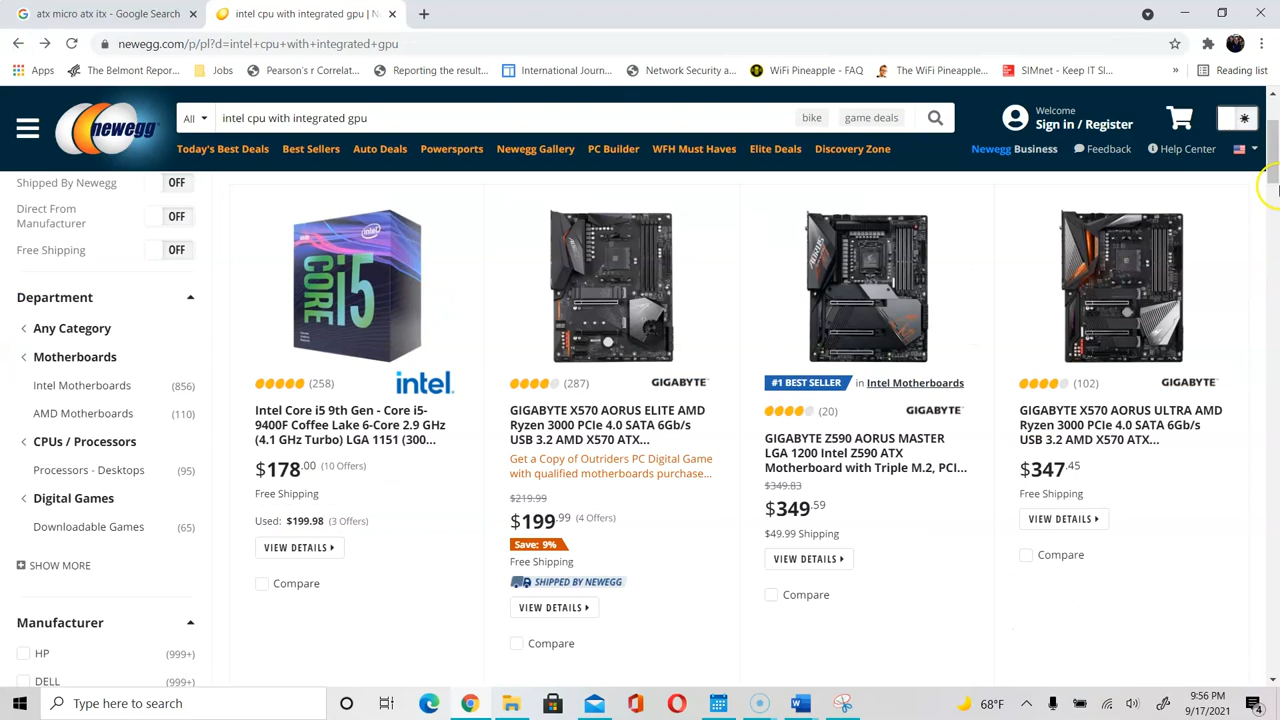 atx micro atx itx - Google Search
intel cpu with integrated gpu | N
newegg.com/p/pl?d=intel+cpu+with+integrated+gpu
Apps
The Belmont Repor...
Jobs
Pearson's r Correlat...
Reporting the result...
International Journ...
Network Security a...
WiFi Pineapple - FAQ
The WiFi Pineapple...
SIMnet - Keep IT SI...
»
Reading list
newegg
All
intel cpu with integrated gpu
bike
game deals
Welcome
Sign in / Register
Today's Best Deals
Best Sellers
Auto Deals
Powersports
Newegg Gallery
PC Builder
WFH Must Haves
Elite Deals
Discovery Zone
Newegg Business
Feedback
Help Center
Shipped By Newegg
OFF
Direct From
Manufacturer
OFF
Free Shipping
OFF
Department
Any Category
Motherboards
Intel Motherboards (856)
AMD Motherboards (110)
CPUs / Processors
Processors - Desktops (95)
Digital Games
Downloadable Games (65)
SHOW MORE
Manufacturer
HP (999+)
DELL (999+)
intel
CORE i5
(258)
intel.
Intel Core i5 9th Gen - Core i5-
9400F Coffee Lake 6-Core 2.9 GHz
(4.1 GHz Turbo) LGA 1151 (300...
$178.00 (10 Offers)
Free Shipping
Used: $199.98 (3 Offers)
VIEW DETAILS
Compare
(287)
GIGABYTE
GIGABYTE X570 AORUS ELITE AMD
Ryzen 3000 PCIe 4.0 SATA 6Gb/s
USB 3.2 AMD X570 ATX...
Get a Copy of Outriders PC Digital Game
with qualified motherboards purchase...
$219.99
$199.99 (4 Offers)
Save: 9%
Free Shipping
SHIPPED BY NEWEGG
VIEW DETAILS
Compare
AORUS
#1 BEST SELLER in Intel Motherboards
(20)
GIGABYTE
GIGABYTE Z590 AORUS MASTER
LGA 1200 Intel Z590 ATX
Motherboard with Triple M.2, PCI...
$349.83
$349.59
$49.99 Shipping
VIEW DETAILS
Compare
(102)
GIGABYTE
GIGABYTE X570 AORUS ULTRA AMD
Ryzen 3000 PCIe 4.0 SATA 6Gb/s
USB 3.2 AMD X570 ATX...
$347.45
Free Shipping
VIEW DETAILS
Compare
Type here to search
68°F
9:56 PM
9/17/2021
4